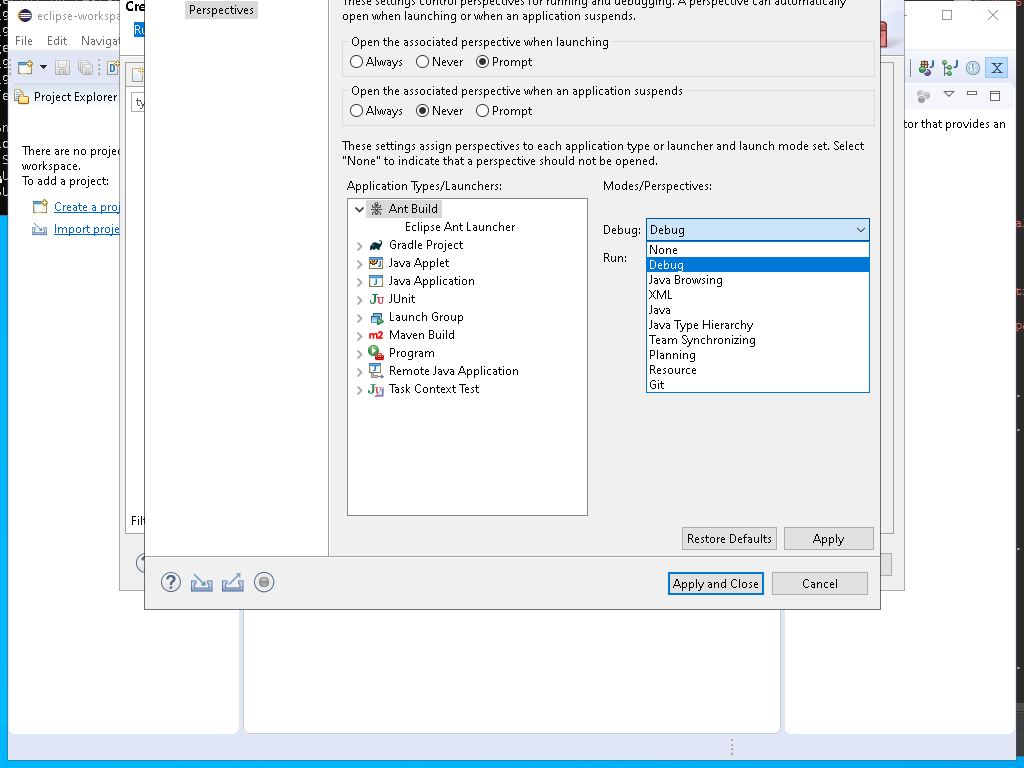 Perspectives
These settings control perspectives for running and debugging. A perspective can automatically
open when launching or when an application suspends.
Open the associated perspective when launching
Always
Never
Prompt
Open the associated perspective when an application suspends
Always
Never
Prompt
These settings assign perspectives to each application type or launcher and launch mode set. Select
"None" to indicate that a perspective should not be opened.
Application Types/Launchers:
Modes/Perspectives:
Ant Build
Eclipse Ant Launcher
Gradle Project
Java Applet
Java Application
JUnit
Launch Group
Maven Build
Program
Remote Java Application
Task Context Test
Debug:
Debug
Run:
None
Debug
Java Browsing
XML
Java
Java Type Hierarchy
Team Synchronizing
Planning
Resource
Git
Restore Defaults
Apply
Apply and Close
Cancel
eclipse-workspa
File
Edit
Navigat
Project Explorer
There are no proje
workspace.
To add a project:
Create a proj
Import proje
Cre
Ru
ty
Filt
tor that provides an